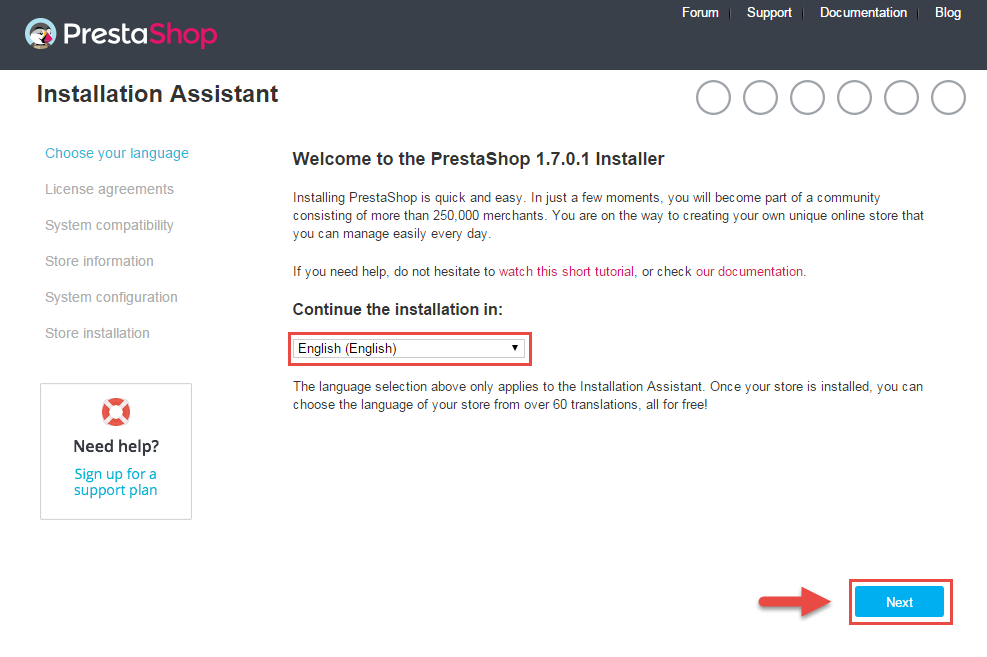 Forum Support Documentation Blog
PrestaShop
Installation Assistant
Choose your language
License agreements
System compatibility
Store information
System configuration
Store installation
Need help?
Sign up for a
support plan
Welcome to the PrestaShop 1.7.0.1 Installer
Installing PrestaShop is quick and easy. In just a few moments, you will become part of a community
consisting of more than 250,000 merchants. You are on the way to creating your own unique online store that
you can manage easily every day.
If you need help, do not hesitate to watch this short tutorial, or check our documentation.
Continue the installation in:
English (English)
The language selection above only applies to the Installation Assistant. Once your store is installed, you can
choose the language of your store from over 60 translations, all for free!
Next